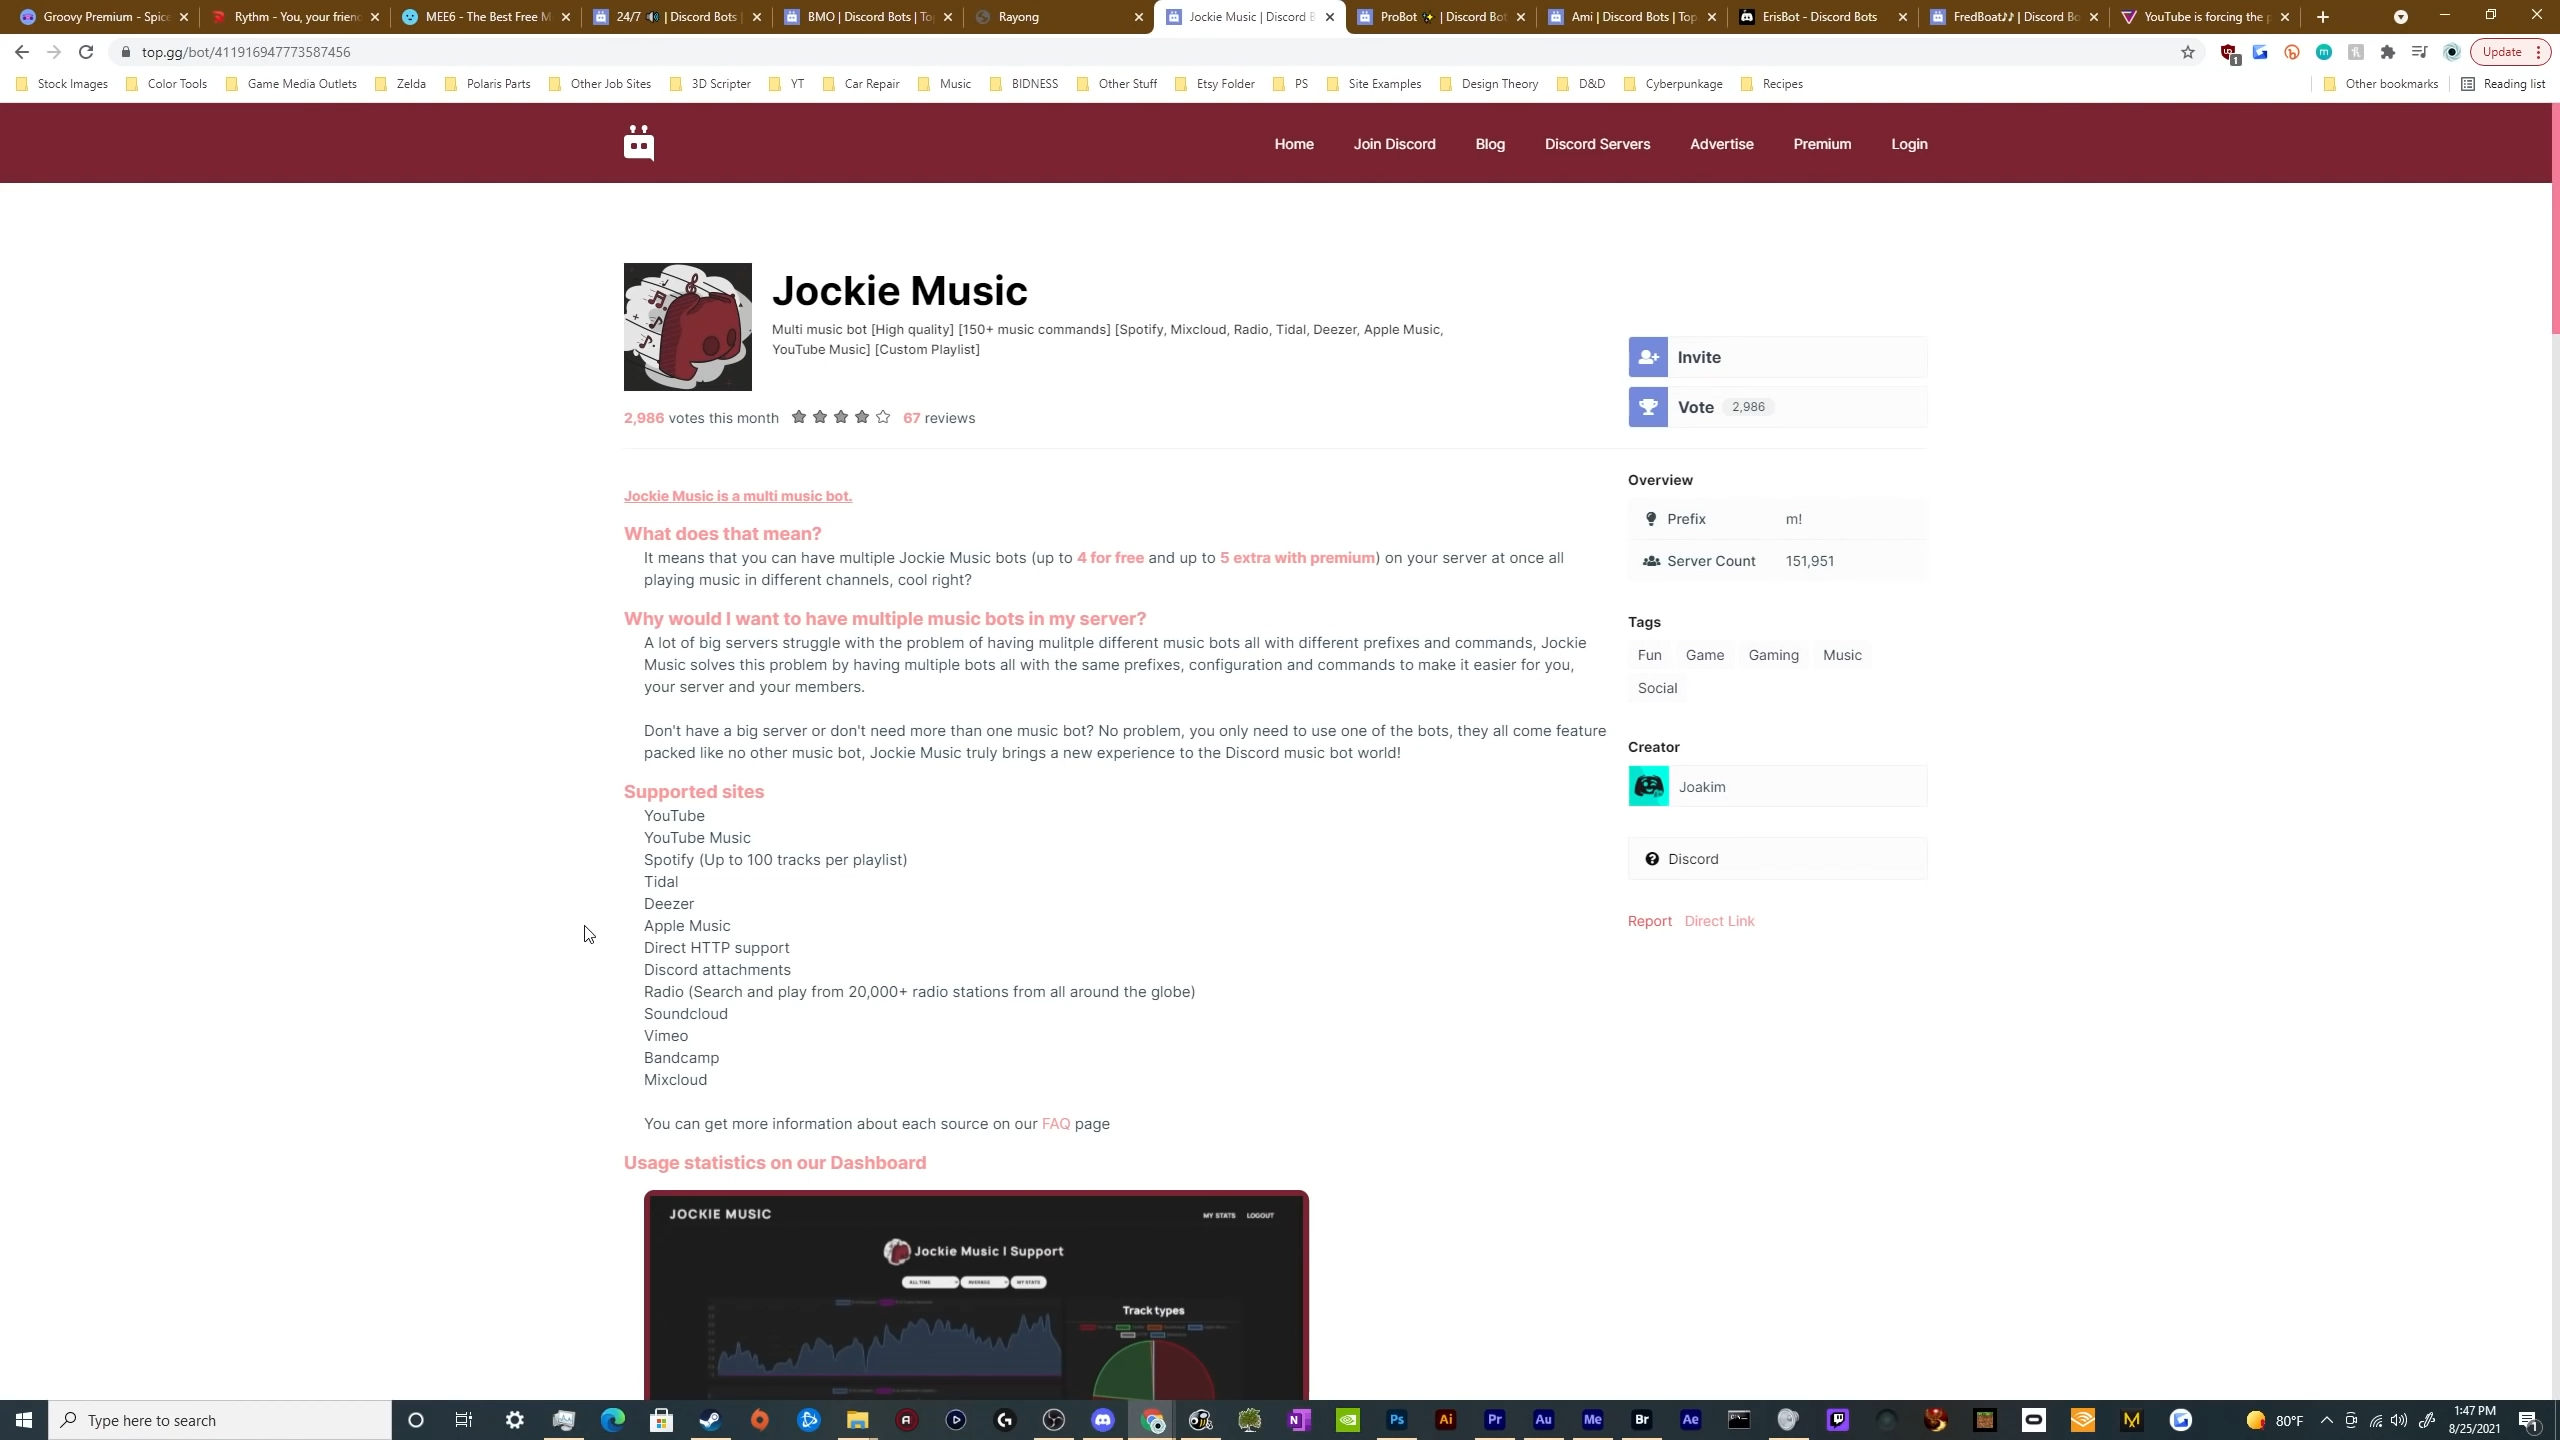 Groovy Premium - Spice
Rythm - You, your frienc
MEE6 - The Best Free M
24/7 🔊 | Discord Bots |
BMO | Discord Bots | To
Rayong
Jockie Music | Discord B
ProBot ✨ | Discord Bot
Ami | Discord Bots | Top
ErisBot - Discord Bots
FredBoat♪♪ | Discord Bo
YouTube is forcing the p
top.gg/bot/411916947773587456
Update
Stock Images
Color Tools
Game Media Outlets
Zelda
Polaris Parts
Other Job Sites
3D Scripter
YT
Car Repair
Music
BIDNESS
Other Stuff
Etsy Folder
PS
Site Examples
Design Theory
D&D
Cyberpunkage
Recipes
Other bookmarks
Reading list
Home
Join Discord
Blog
Discord Servers
Advertise
Premium
Login
Jockie Music
Multi music bot [High quality] [150+ music commands] [Spotify, Mixcloud, Radio, Tidal, Deezer, Apple Music,
YouTube Music] [Custom Playlist]
2,986 votes this month
67 reviews
Invite
Vote 2,986
Jockie Music is a multi music bot.
What does that mean?
It means that you can have multiple Jockie Music bots (up to 4 for free and up to 5 extra with premium) on your server at once all
playing music in different channels, cool right?
Why would I want to have multiple music bots in my server?
A lot of big servers struggle with the problem of having mulitple different music bots all with different prefixes and commands, Jockie
Music solves this problem by having multiple bots all with the same prefixes, configuration and commands to make it easier for you,
your server and your members.
Don't have a big server or don't need more than one music bot? No problem, you only need to use one of the bots, they all come feature
packed like no other music bot, Jockie Music truly brings a new experience to the Discord music bot world!
Supported sites
YouTube
YouTube Music
Spotify (Up to 100 tracks per playlist)
Tidal
Deezer
Apple Music
Direct HTTP support
Discord attachments
Radio (Search and play from 20,000+ radio stations from all around the globe)
Soundcloud
Vimeo
Bandcamp
Mixcloud
You can get more information about each source on our FAQ page
Usage statistics on our Dashboard
JOCKIE MUSIC
MY STATS
LOGOUT
Jockie Music | Support
ALL TIME
AVERAGE
MY STATS
Track types
Overview
Prefix m!
Server Count 151,951
Tags
Fun
Game
Gaming
Music
Social
Creator
Joakim
Discord
Report
Direct Link
Type here to search
Ps
Ai
Pr
Au
Me
Br
Ae
80°F
1:47 PM
8/25/2021